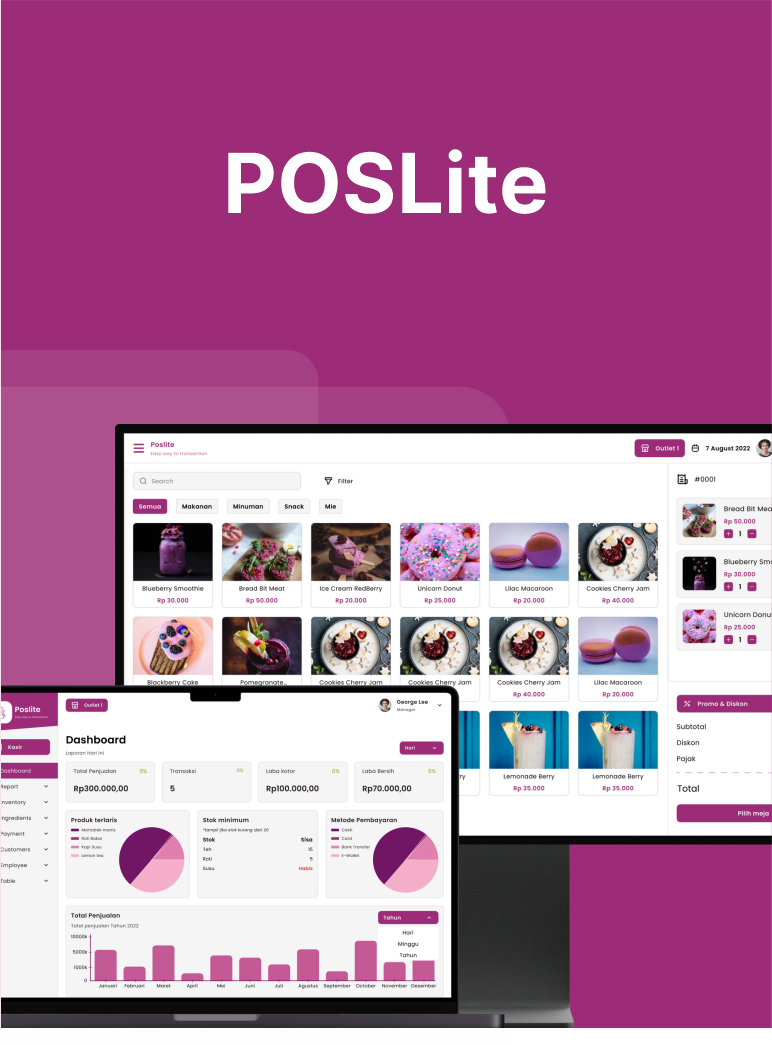 POSLite
Poslite
Easy way to transaction
Outlet 1
7 August 2022
Search
Filter
Semua
Makanan
Minuman
Snack
Mie
Blueberry Smoothie
Rp 30.000
Bread Bit Meat
Rp 50.000
Ice Cream RedBerry
Rp 20.000
Unicorn Donut
Rp 25.000
Lilac Macaroon
Rp 20.000
Cookies Cherry Jam
Rp 40.000
Blackberry Cake
Pomegranate...
Cookies Cherry Jam
Cookies Cherry Jam
Rp 40.000
Cookies Cherry Jam
Rp 40.000
Lilac Macaroon
Rp 20.000
Lemonade Berry
Rp 35.000
Lemonade Berry
Rp 35.000
#0001
Bread Bit Mea
Rp 50.000
+ 1 −
Blueberry Smo
Rp 30.000
+ 1 −
Unicorn Donu
Rp 25.000
+ 1 −
% Promo & Diskon
Subtotal
Diskon
Pajak
Total
Pilih meja
Poslite
Easy way to transaction
Kasir
Dashboard
Report
Inventory
Ingredients
Payment
Customers
Employee
Table
Outlet 1
George Lee
Manager
Dashboard
Laporan Hari ini
Hari
Total Penjualan 0%
Rp300.000,00
Transaksi 0%
5
Laba kotor 0%
Rp100.000,00
Laba Bersih 0%
Rp70.000,00
Produk terlaris
Martabak manis
Roti Bakar
Kopi Susu
Lemon tea
Stok minimum
*tampil jika stok kurang dari 20
Stok Sisa
Teh 15
Roti 5
Susu Habis
Metode Pembayaran
Cash
Card
Bank Transfer
E-Wallet
Total Penjualan
Total penjualan Tahun 2022
Tahun
Hari
Minggu
Tahun
10000k
5000k
1000k
0
Januari Februari Maret April Mei Juni Juli Agustus September October November Desember